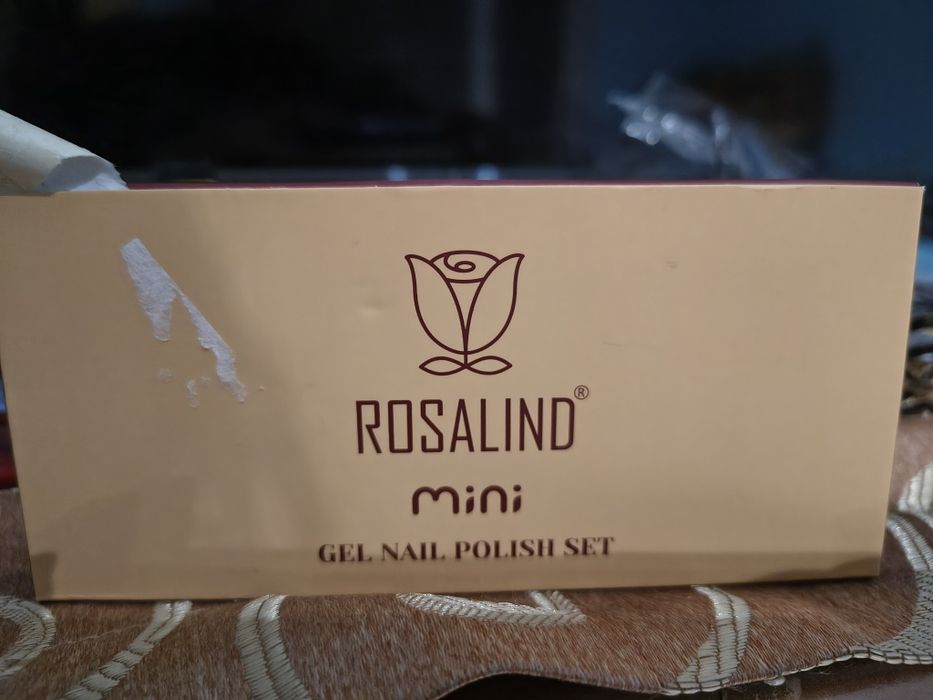 ROSALIND®
mini
GEL NAIL POLISH SET